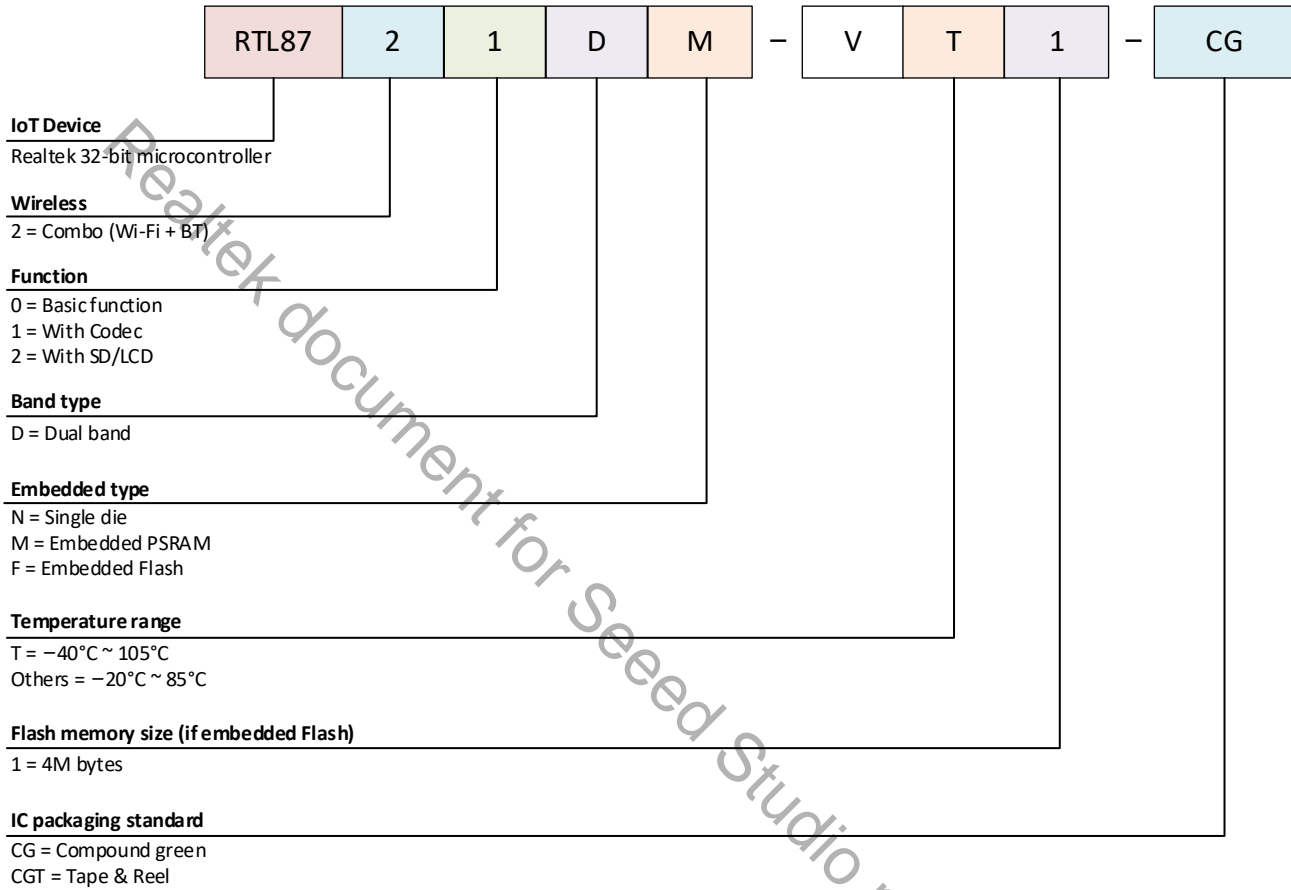 RTL87 2 1 D M – V T 1 – CG
IoT Device
Realtek 32-bit microcontroller
Wireless
2 = Combo (Wi-Fi + BT)
Function
0 = Basic function
1 = With Codec
2 = With SD/LCD
Band type
D = Dual band
Embedded type
N = Single die
M = Embedded PSRAM
F = Embedded Flash
Temperature range
T = −40°C ~ 105°C
Others = −20°C ~ 85°C
Flash memory size (if embedded Flash)
1 = 4M bytes
IC packaging standard
CG = Compound green
CGT = Tape & Reel
Realtek document for Seeed Studio